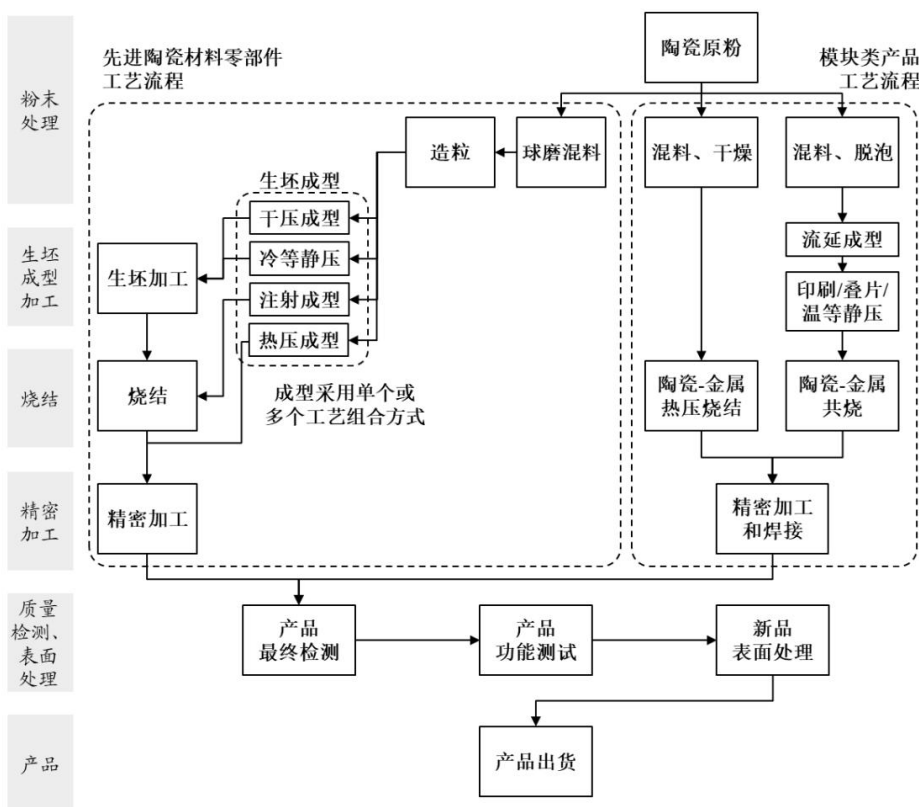 陶瓷原粉
先进陶瓷材料零部件
工艺流程
模块类产品
工艺流程
粉末
处理
造粒
球磨混料
混料、干燥
混料、脱泡
生坯成型
干压成型
冷等静压
注射成型
热压成型
生坯
成型
加工
生坯加工
流延成型
印刷/叠片/
温等静压
烧结
烧结
成型采用单个或
多个工艺组合方式
陶瓷-金属
热压烧结
陶瓷-金属
共烧
精密
加工
精密加工
精密加工
和焊接
质量
检测、
表面
处理
产品
最终检测
产品
功能测试
新品
表面处理
产品
产品出货